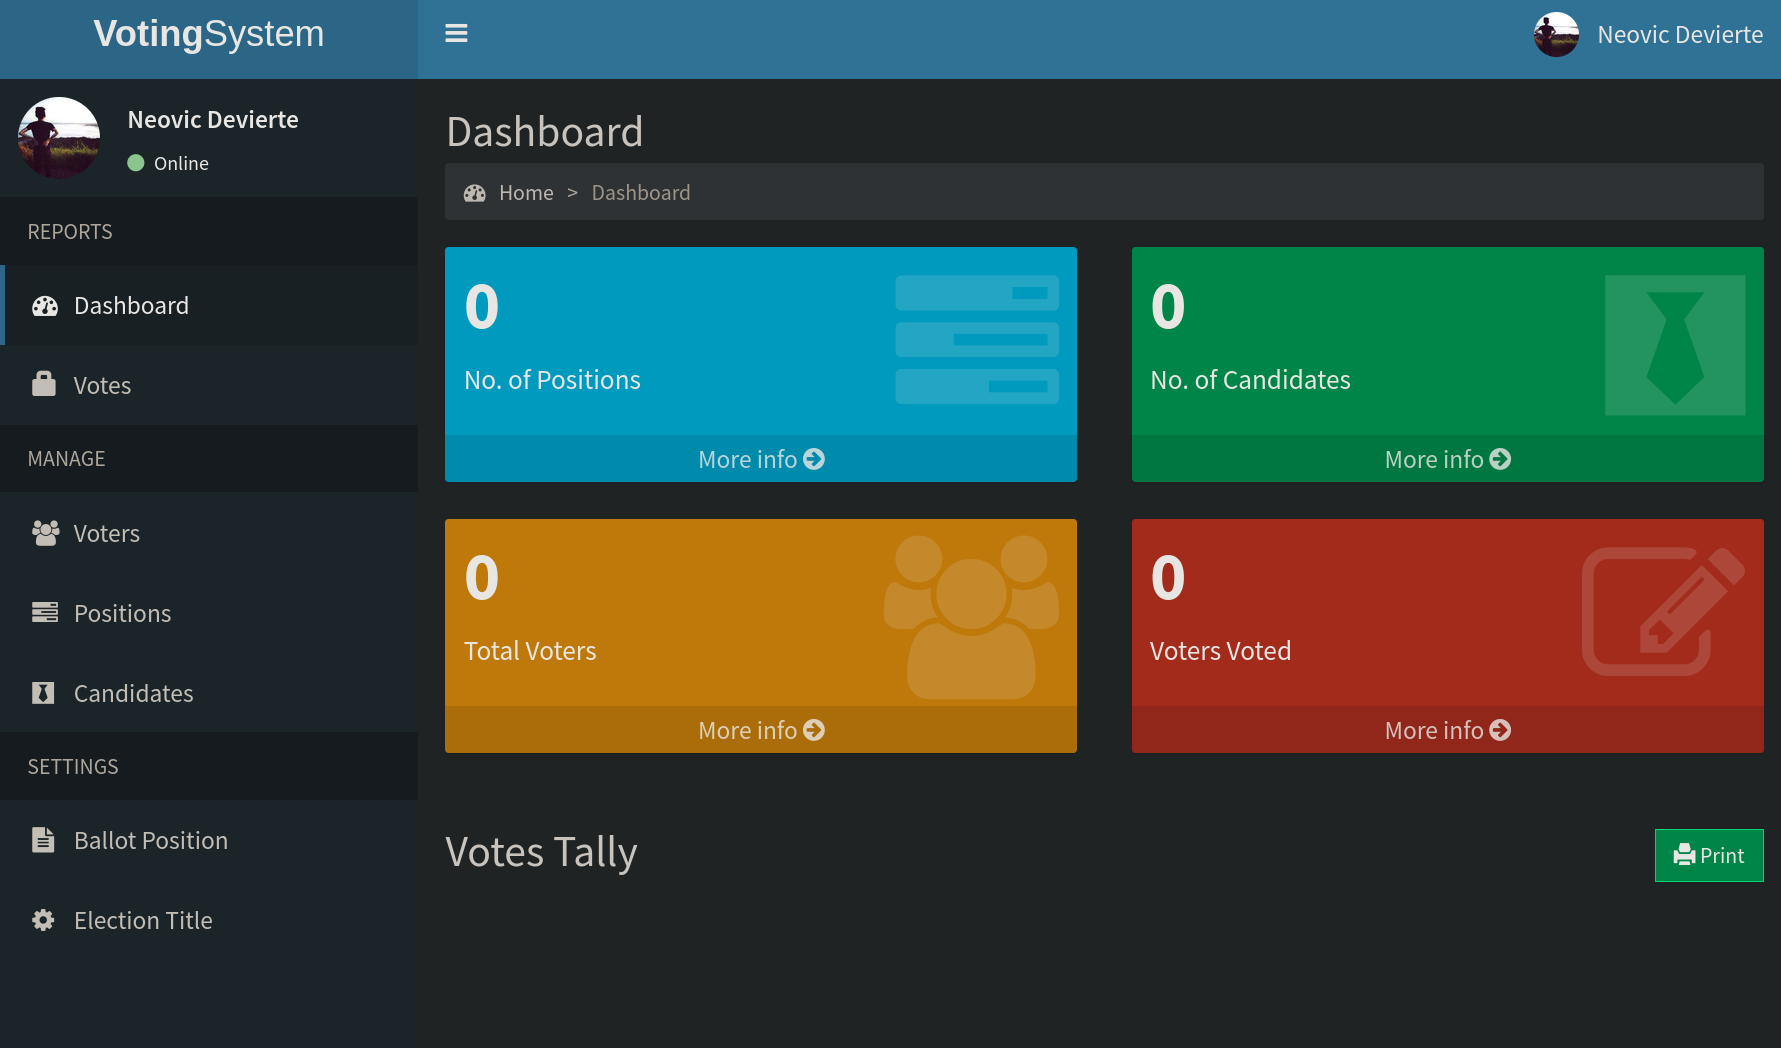 VotingSystem
Neovic Devierte
Neovic Devierte
Online
REPORTS
Dashboard
Votes
MANAGE
Voters
Positions
Candidates
SETTINGS
Ballot Position
Election Title
Dashboard
Home > Dashboard
0
No. of Positions
More info
0
No. of Candidates
More info
0
Total Voters
More info
0
Voters Voted
More info
Votes Tally
Print